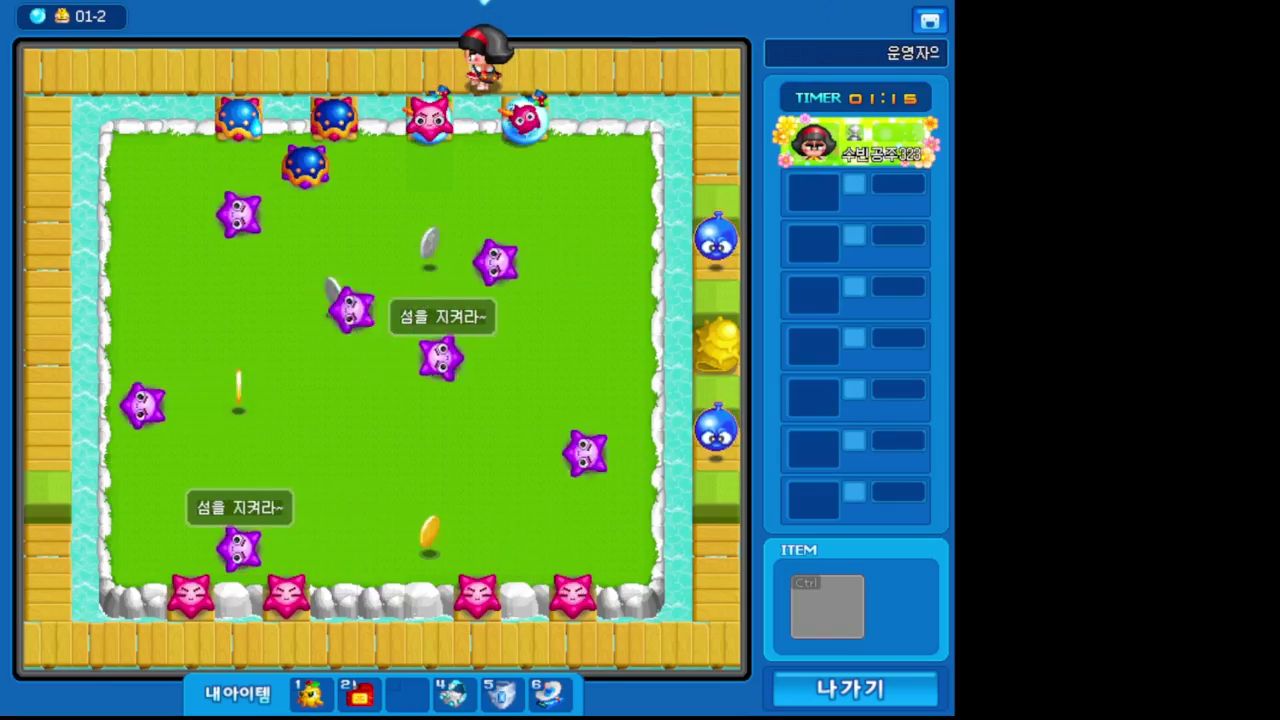 01-2
운영자으
TIMER 01:15
수빈공주023
섬을 지켜라~
섬을 지켜라~
ITEM
Ctrl
내아이템
1
2
4
5
6
나가기